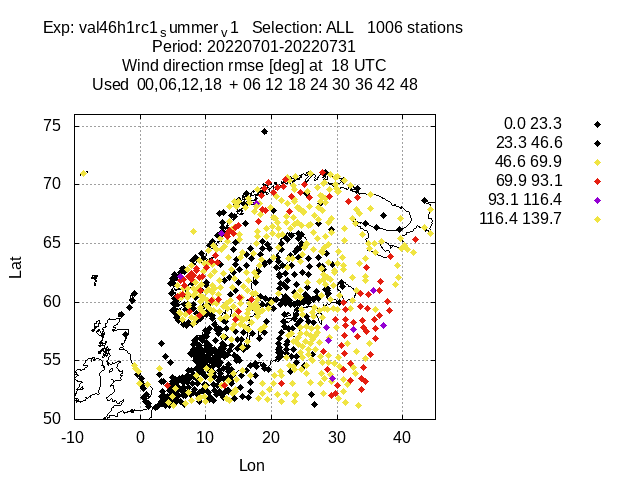 Exp: val46h1rc1summerv1 Selection: ALL 1006 stations
Period: 20220701-20220731
Wind direction rmse [deg] at 18 UTC
Used 00,06,12,18 + 06 12 18 24 30 36 42 48
75
70
65
60
55
50
Lat
-10 0 10 20 30 40
Lon
0.0 23.3
23.3 46.6
46.6 69.9
69.9 93.1
93.1 116.4
116.4 139.7